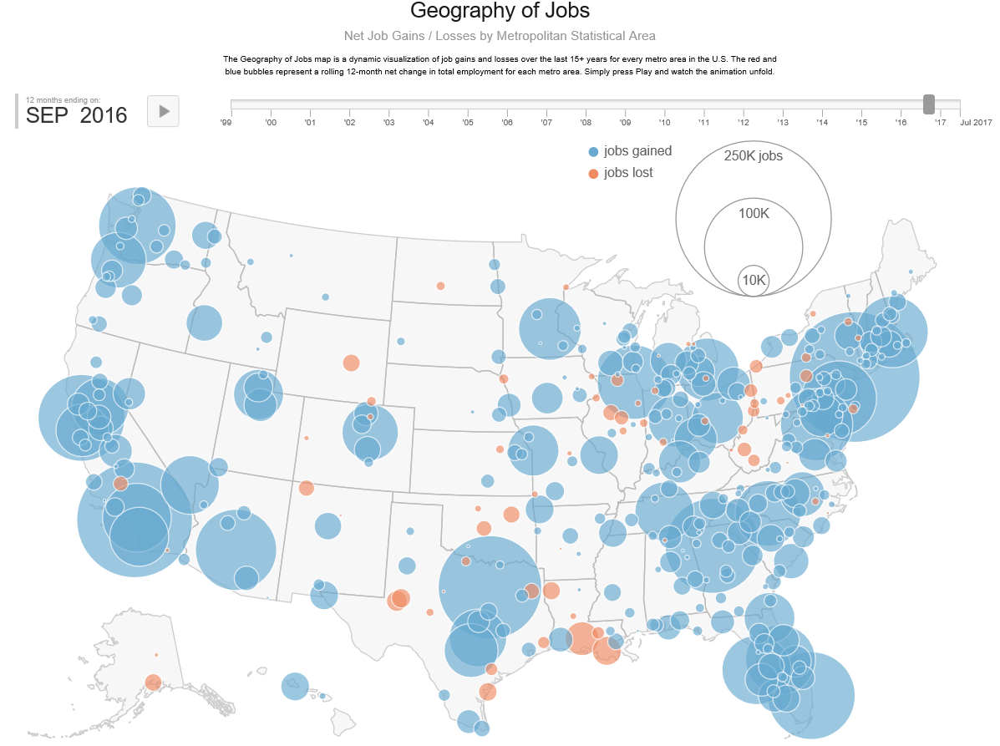 Geography of Jobs
Net Job Gains / Losses by Metropolitan Statistical Area
The Geography of Jobs map is a dynamic visualization of job gains and losses over the last 15+ years for every metro area in the U.S. The red and
blue bubbles represent a rolling 12-month net change in total employment for each metro area. Simply press Play and watch the animation unfold.
12 months ending on:
SEP 2016
'99 '00 '01 '02 '03 '04 '05 '06 '07 '08 '09 '10 '11 '12 '13 '14 '15 '16 '17 Jul 2017
jobs gained
jobs lost
250K jobs
100K
10K